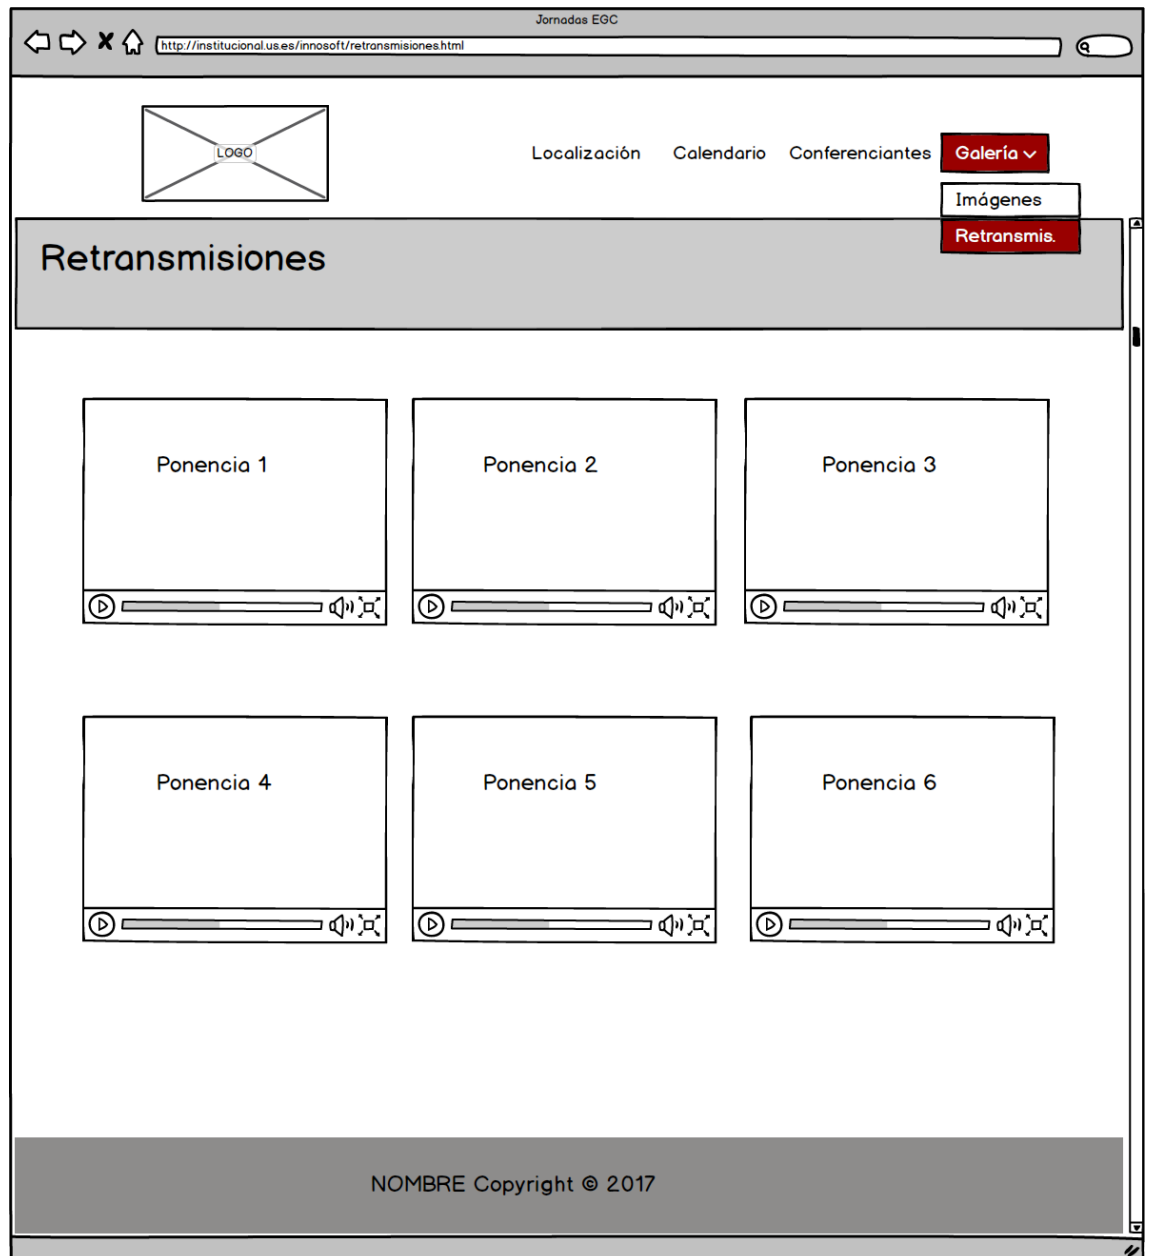 Jornadas EGC
http://institucional.us.es/innosoft/retransmisiones.html
LOGO
Localización Calendario Conferenciantes Galería
Imágenes
Retransmis.
Retransmisiones
Ponencia 1 Ponencia 2 Ponencia 3
Ponencia 4 Ponencia 5 Ponencia 6
NOMBRE Copyright © 2017